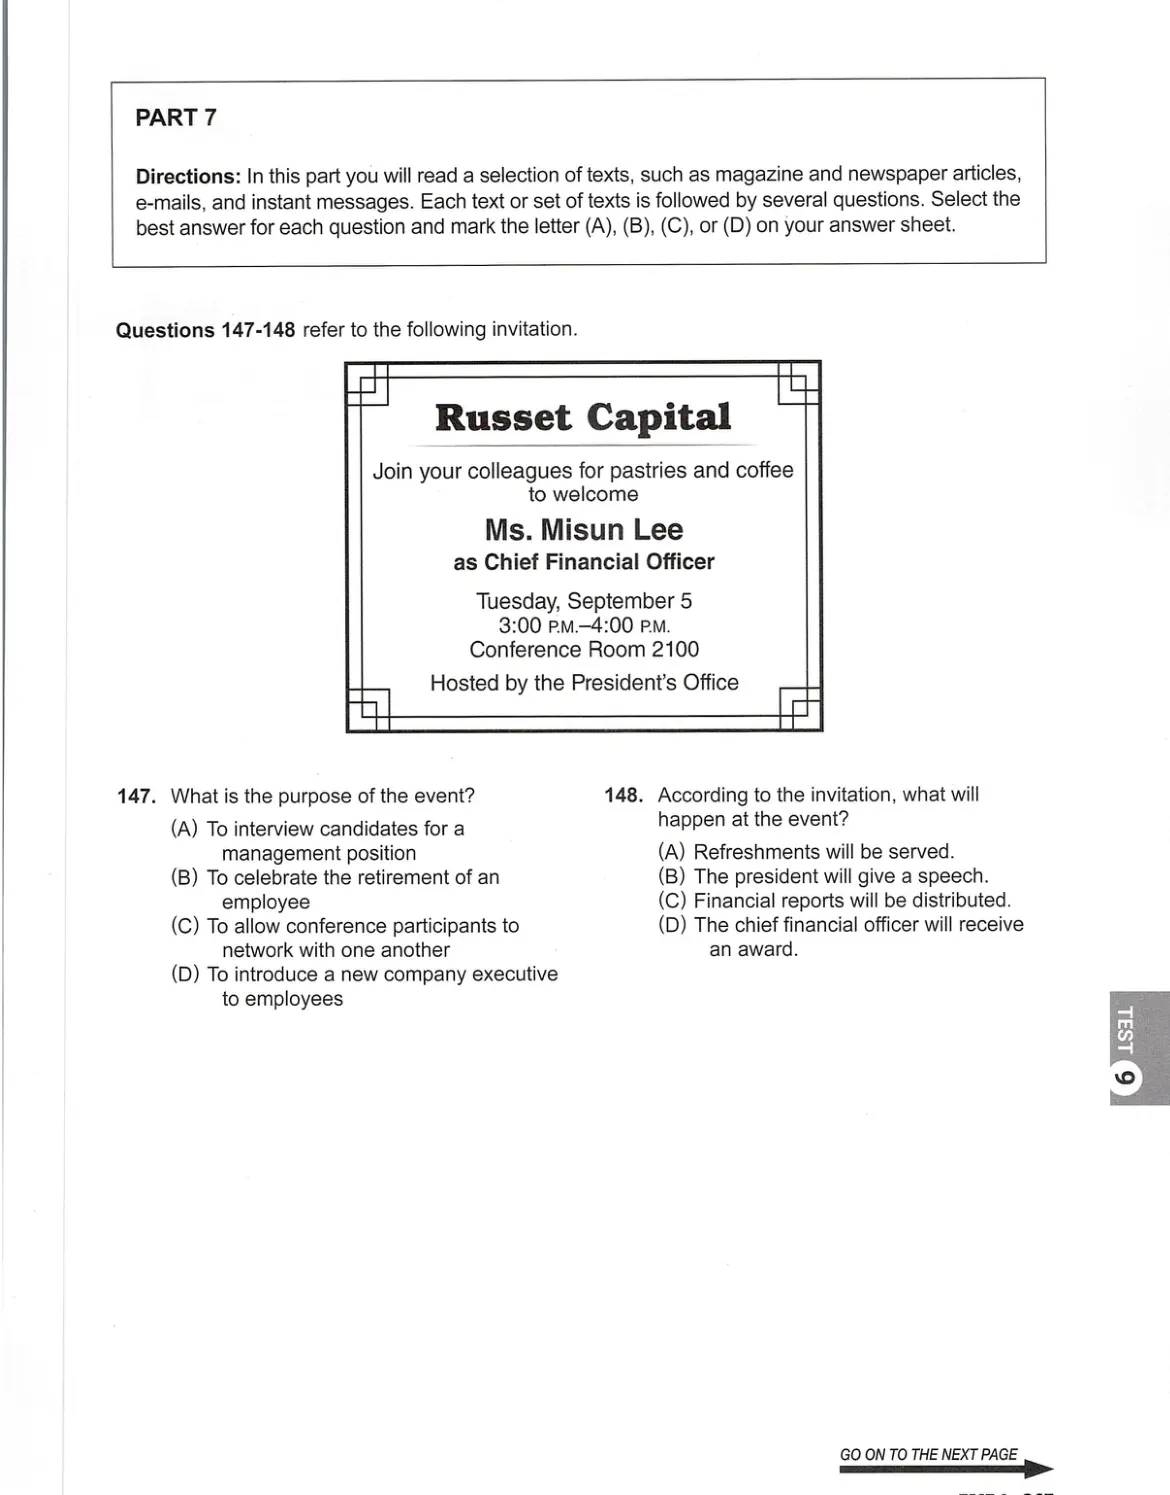 PART 7
Directions: In this part you will read a selection of texts, such as magazine and newspaper articles,
e-mails, and instant messages. Each text or set of texts is followed by several questions. Select the
best answer for each question and mark the letter (A), (B), (C), or (D) on your answer sheet.
Questions 147-148 refer to the following invitation.
Russet Capital
Join your colleagues for pastries and coffee
to welcome
Ms. Misun Lee
as Chief Financial Officer
Tuesday, September 5
3:00 P.M.–4:00 P.M.
Conference Room 2100
Hosted by the President's Office
147. What is the purpose of the event?
(A) To interview candidates for a
management position
(B) To celebrate the retirement of an
employee
(C) To allow conference participants to
network with one another
(D) To introduce a new company executive
to employees
148. According to the invitation, what will
happen at the event?
(A) Refreshments will be served.
(B) The president will give a speech.
(C) Financial reports will be distributed.
(D) The chief financial officer will receive
an award.
TEST 9
GO ON TO THE NEXT PAGE